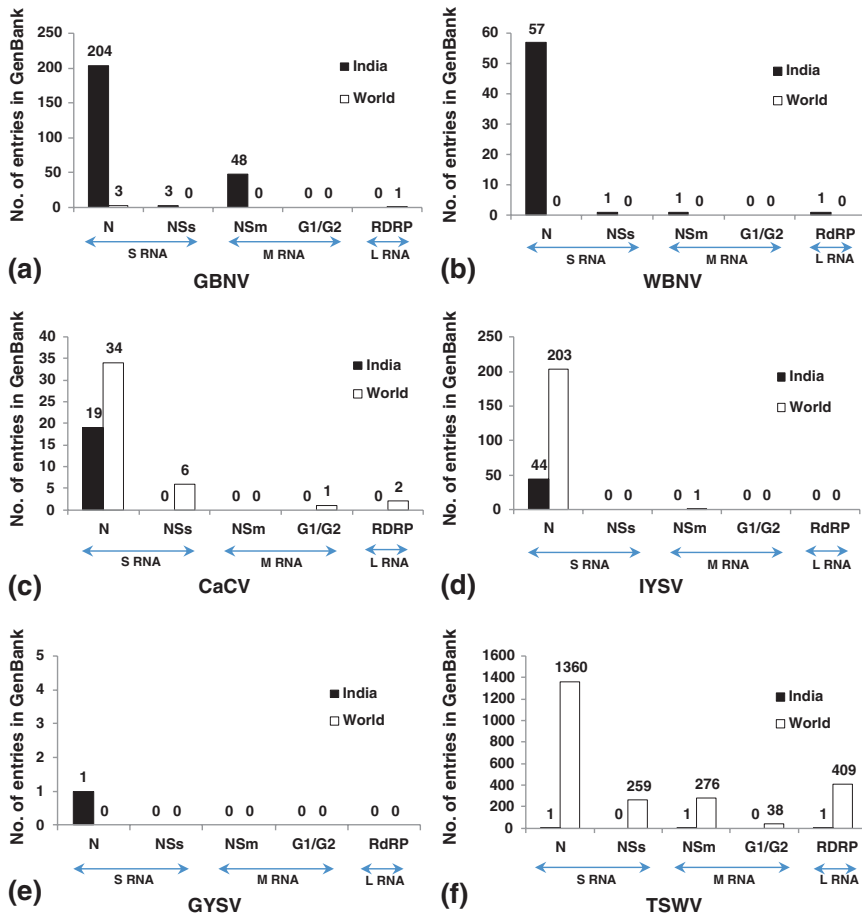 No. of entries in GenBank
250
200
150
100
50
0
204
3
3 0
48
0
0 0
1
India
World
N NSs NSm G1/G2 RDRP
S RNA M RNA L RNA
(a)
GBNV
No. of entries in GenBank
60
50
40
30
20
10
0
57
0
1 0
1 0
0 0
1 0
India
World
N NSs NSm G1/G2 RdRP
S RNA M RNA L RNA
(b)
WBNV
No. of entries in GenBank
40
35
30
25
20
15
10
5
0
19
34
0 6
0 0
0 1
0 2
India
World
N NSs NSm G1/G2 RDRP
S RNA M RNA L RNA
(c)
CaCV
No. of entries in GenBank
250
200
150
100
50
0
44
203
0 0
1
0 0
0 0
India
World
N NSs NSm G1/G2 RdRP
S RNA M RNA L RNA
(d)
IYSV
No. of entries in GenBank
5
4
3
2
1
0
1
0
0 0
0 0
0 0
0 0
India
World
N NSs NSm G1/G2 RdRP
S RNA M RNA L RNA
(e)
GYSV
No. of entries in GenBank
1600
1400
1200
1000
800
600
400
200
0
1
1360
0 259
1 276
0 38
1 409
India
World
N NSs NSm G1/G2 RDRP
S RNA M RNA L RNA
(f)
TSWV